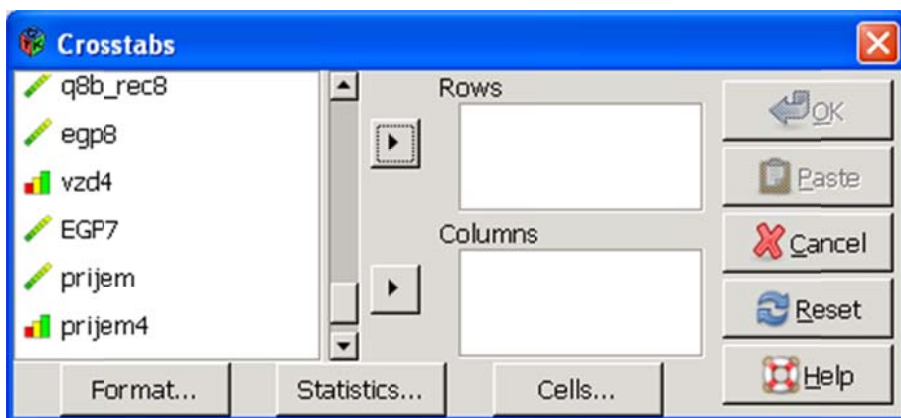 Crosstabs
q8b_rec8
egp8
vzd4
EGP7
prijem
prijem4
Rows
Columns
OK
Paste
Cancel
Reset
Help
Format...
Statistics...
Cells...